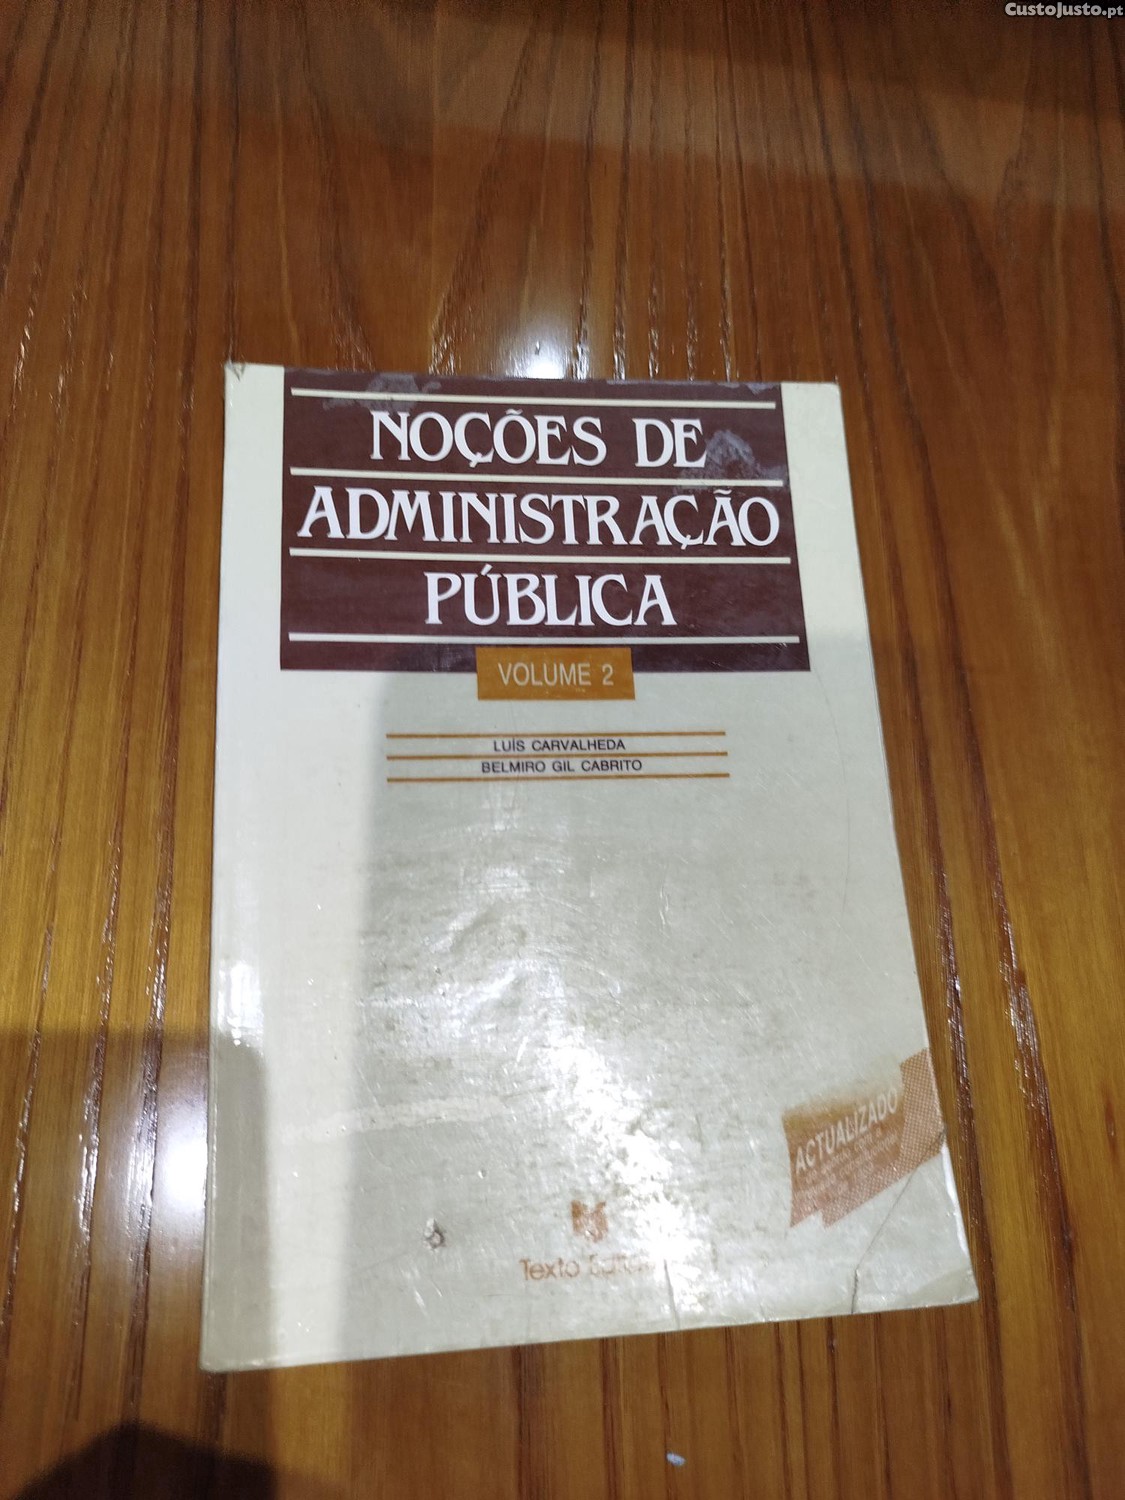 CustoJusto.pt
NOÇÕES DE
ADMINISTRAÇÃO
PÚBLICA
VOLUME 2
LUÍS CARVALHEDA
BELMIRO GIL CABRITO
ACTUALIZADO
Texto